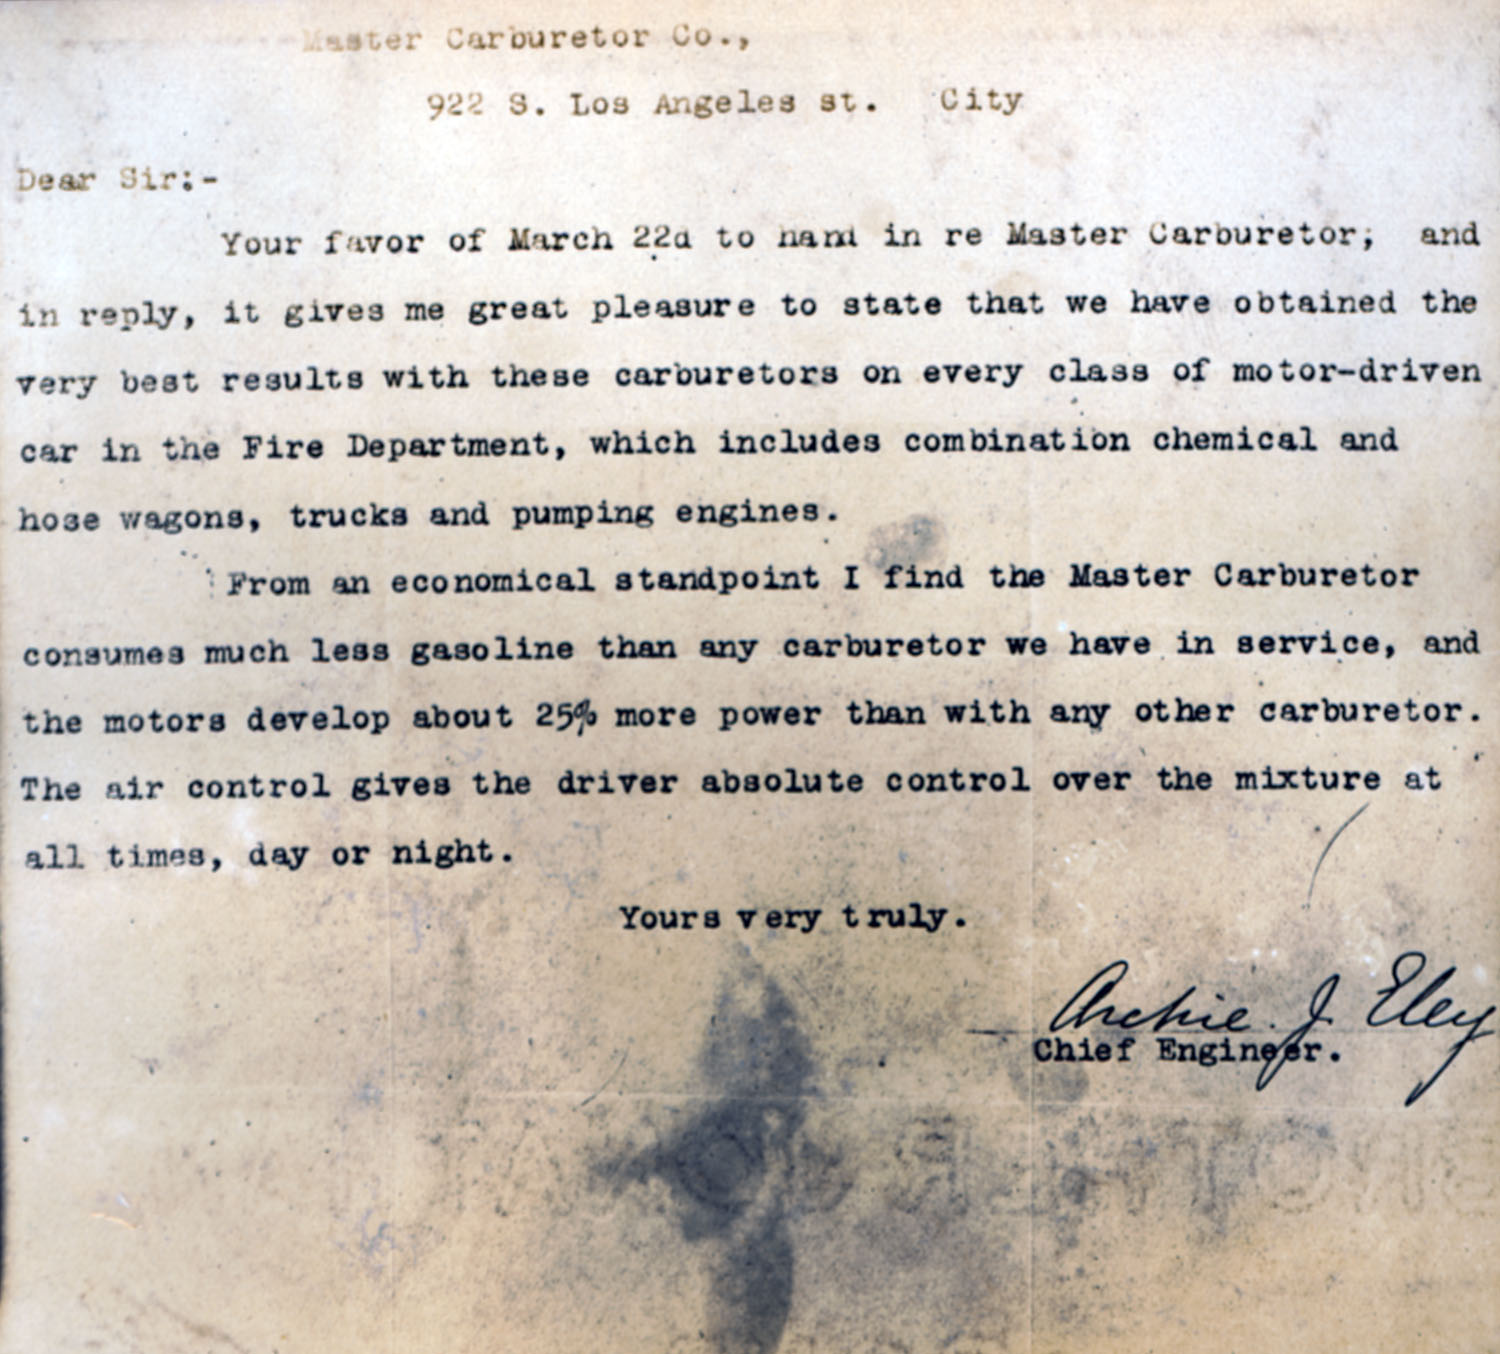 Master Carburetor Co.,
922 S. Los Angeles st. City
Dear Sir:-
Your favor of March 22d to hand in re Master Carburetor; and
in reply, it gives me great pleasure to state that we have obtained the
very best results with these carburetors on every class of motor-driven
car in the Fire Department, which includes combination chemical and
hose wagons, trucks and pumping engines.
From an economical standpoint I find the Master Carburetor
consumes much less gasoline than any carburetor we have in service, and
the motors develop about 25% more power than with any other carburetor.
The air control gives the driver absolute control over the mixture at
all times, day or night.
Yours very truly.
Archie J. Eley
Chief Engineer.